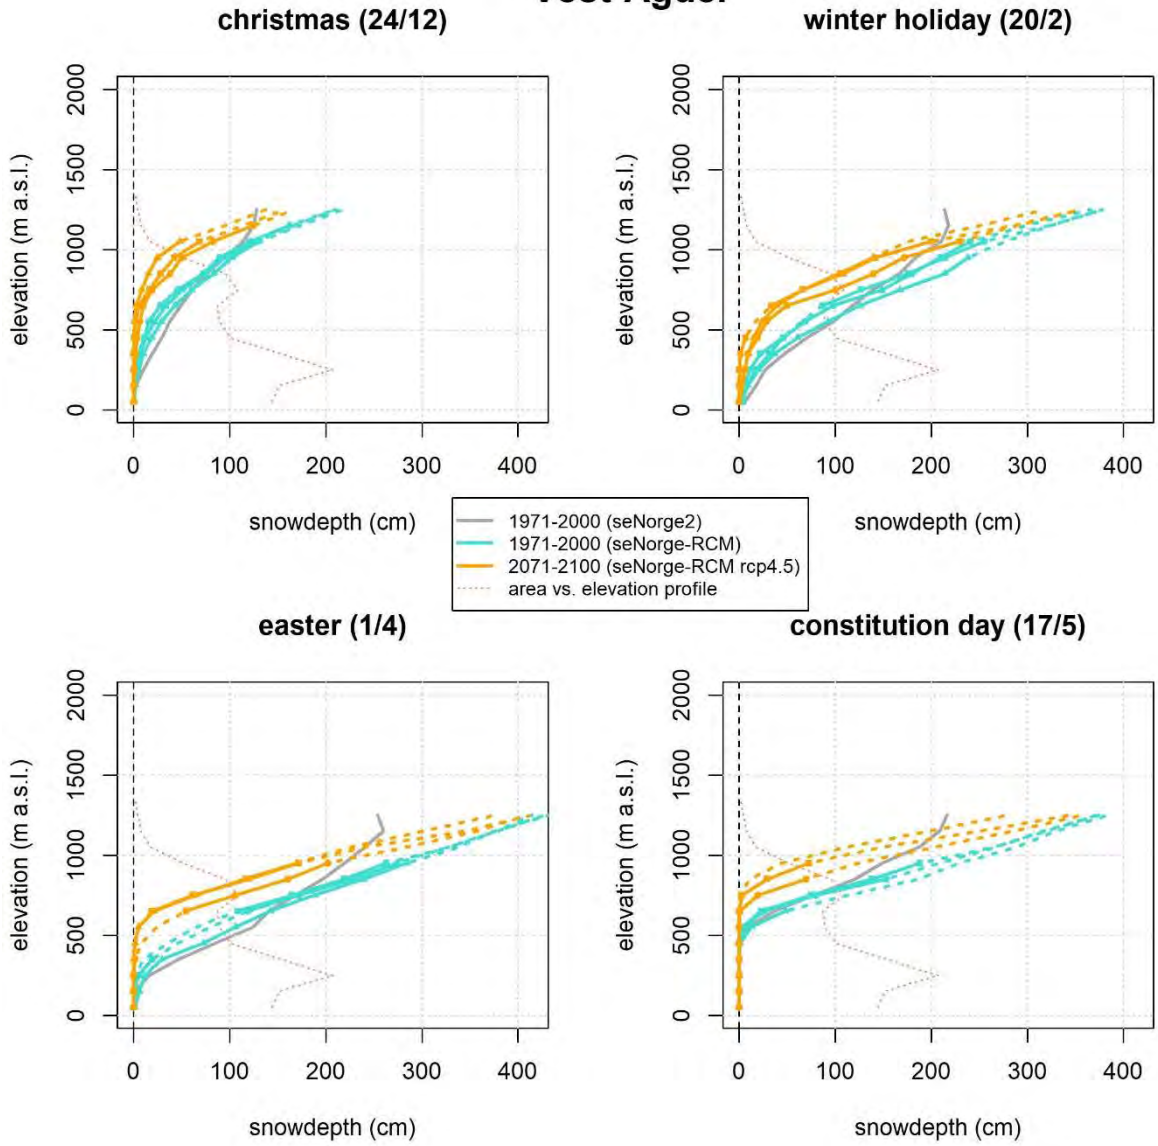 Vest-Agder
christmas (24/12)
elevation (m a.s.l.)
2000
1500
1000
500
0
0 100 200 300 400
snowdepth (cm)
winter holiday (20/2)
elevation (m a.s.l.)
2000
1500
1000
500
0
0 100 200 300 400
snowdepth (cm)
1971-2000 (seNorge2)
1971-2000 (seNorge-RCM)
2071-2100 (seNorge-RCM rcp4.5)
area vs. elevation profile
easter (1/4)
elevation (m a.s.l.)
2000
1500
1000
500
0
0 100 200 300 400
snowdepth (cm)
constitution day (17/5)
elevation (m a.s.l.)
2000
1500
1000
500
0
0 100 200 300 400
snowdepth (cm)